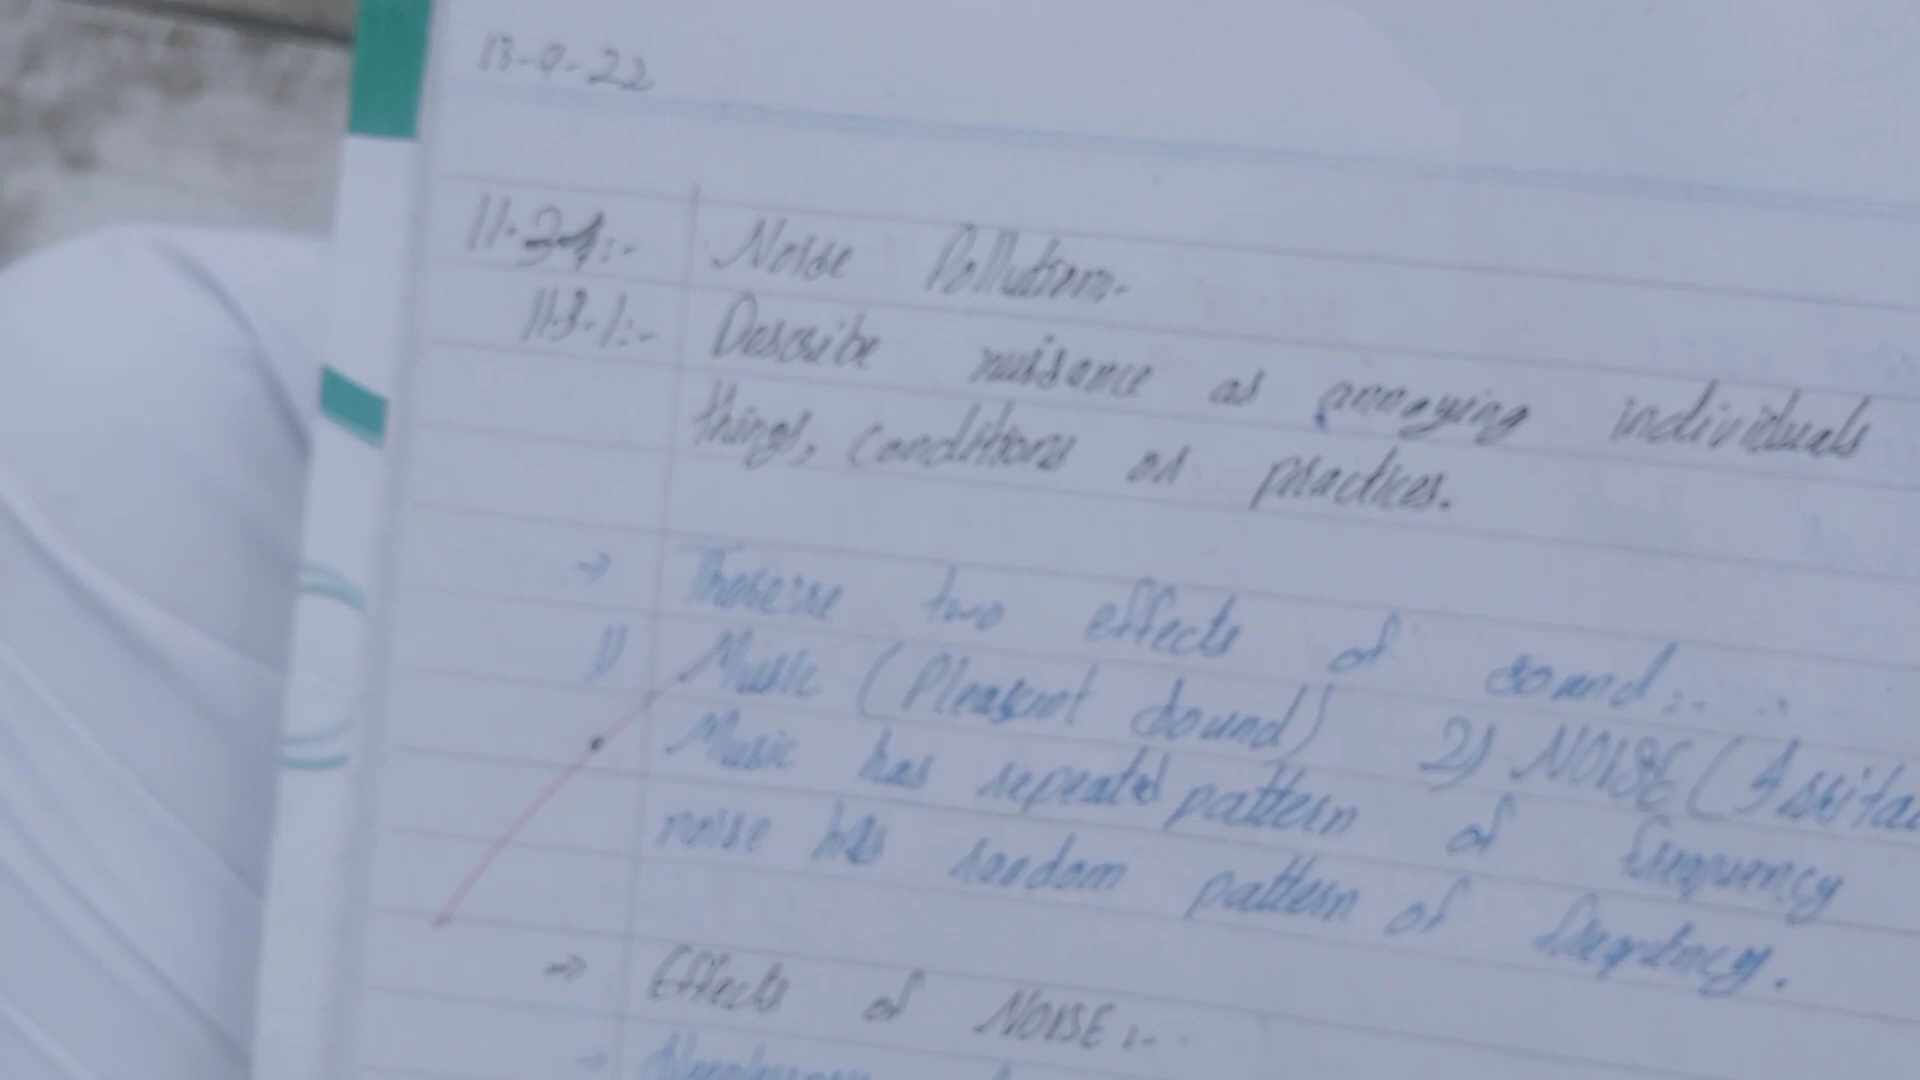 13-9-22
11.3:- Noise Pollution.
11.3.1:- Describe nuisance as annoying individuals
things, conditions or practices.
→ There are two effects of sound:..
1) Music (Pleasent sound) 2) NOISE (
Music has repeated pattern of frequency
noise has random pattern of frequency.
→ Effects of NOISE:-
→